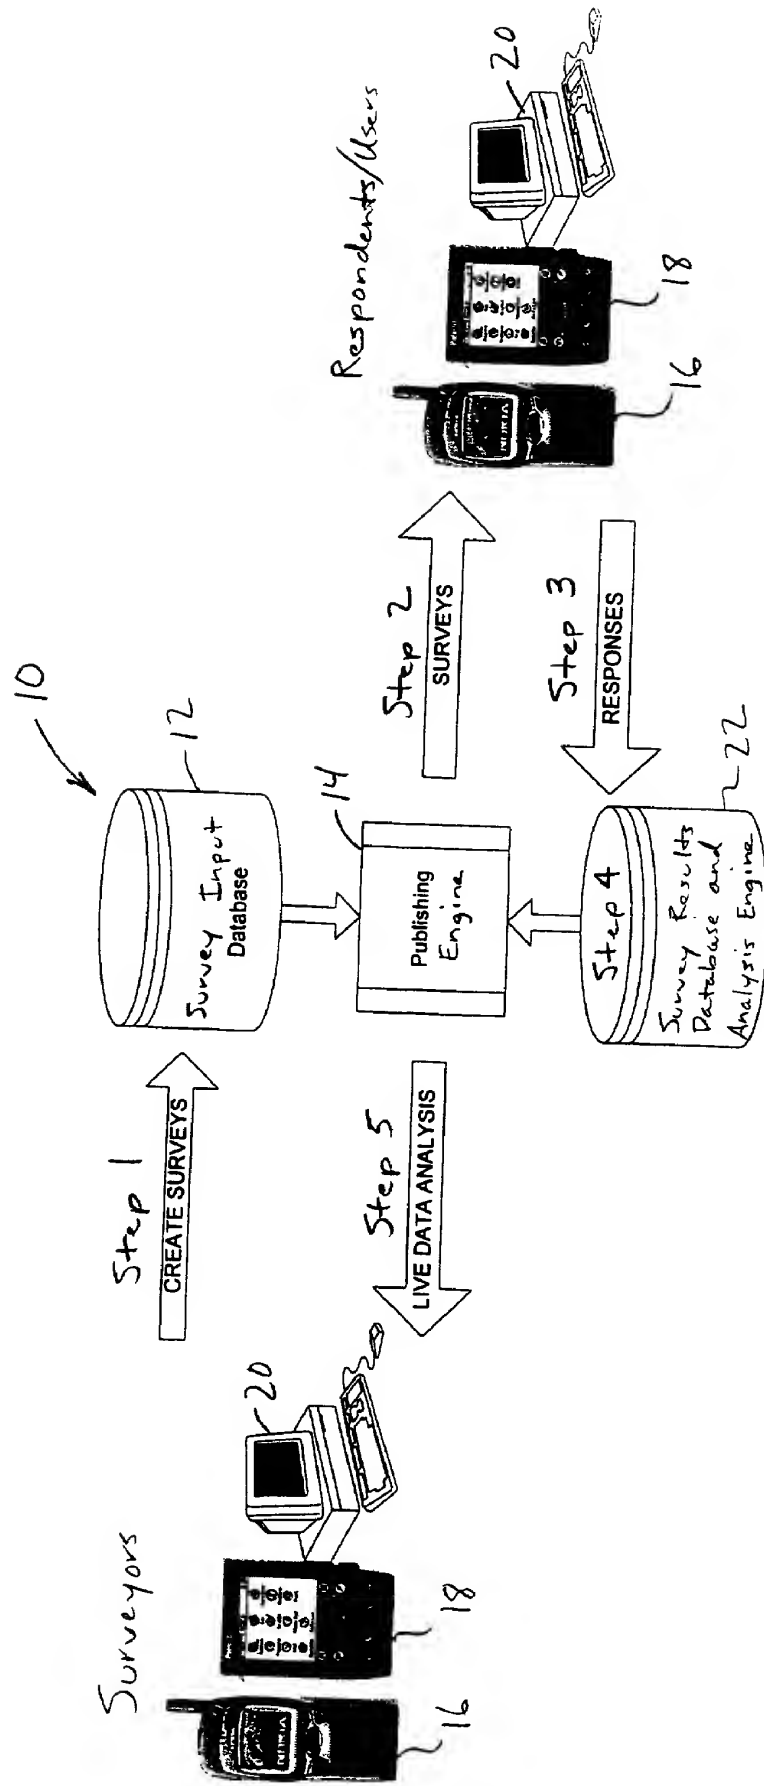 10
Surveyors
Step 1
CREATE SURVEYS
12
Survey Input
Database
Respondents/Users
20
18
16
20
18
16
14
Publishing
Engine
Step 2
SURVEYS
Step 5
LIVE DATA ANALYSIS
Step 3
RESPONSES
Step 4
Survey Results
Database and
Analysis Engine
22
NOKIA
NOKIA